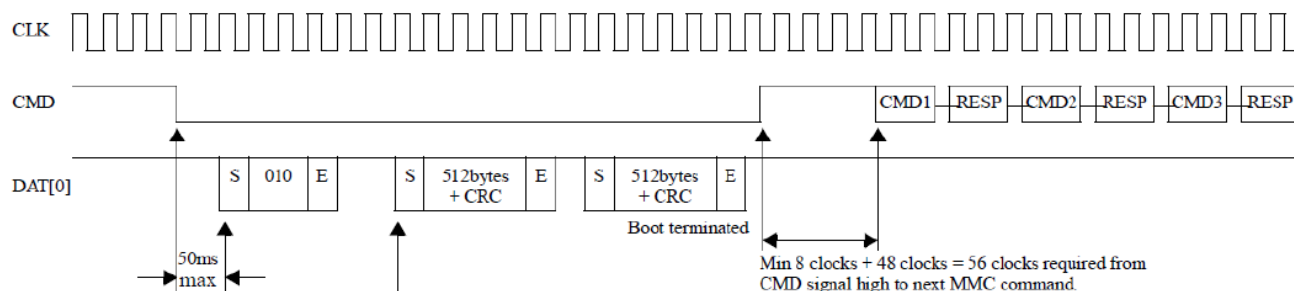 CLK
CMD
CMD1 RESP CMD2 RESP CMD3 RESP
DAT[0]
S 010 E S 512bytes + CRC E S 512bytes + CRC E
Boot terminated
50ms
max
Min 8 clocks + 48 clocks = 56 clocks required from
CMD signal high to next MMC command.